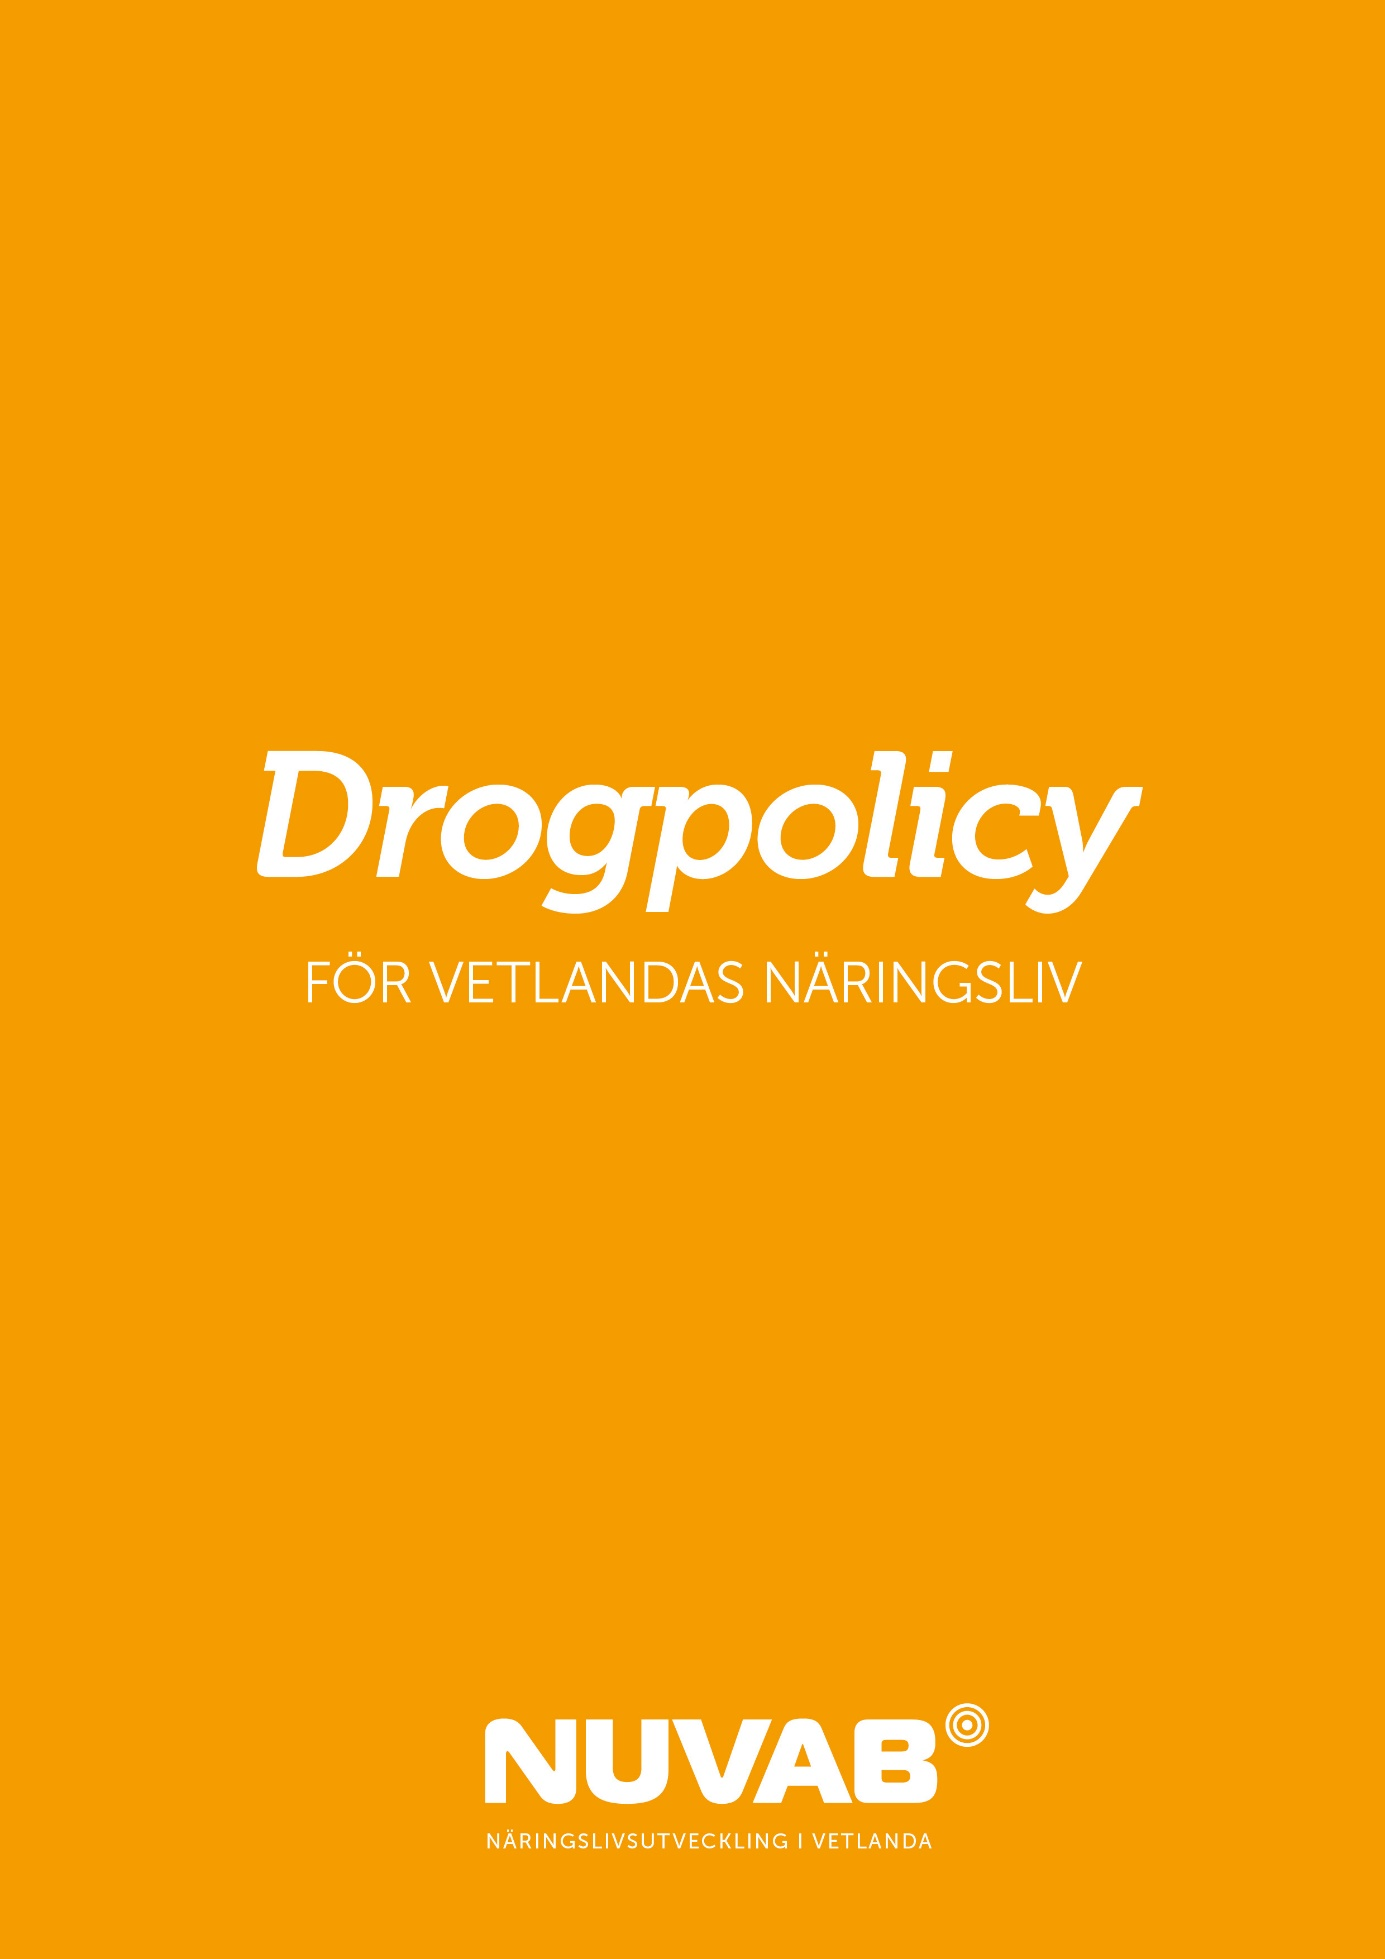 Drogpolicy
FÖR VETLANDAS NÄRINGSLIV
NUVAB
NÄRINGSLIVSUTVECKLING I VETLANDA